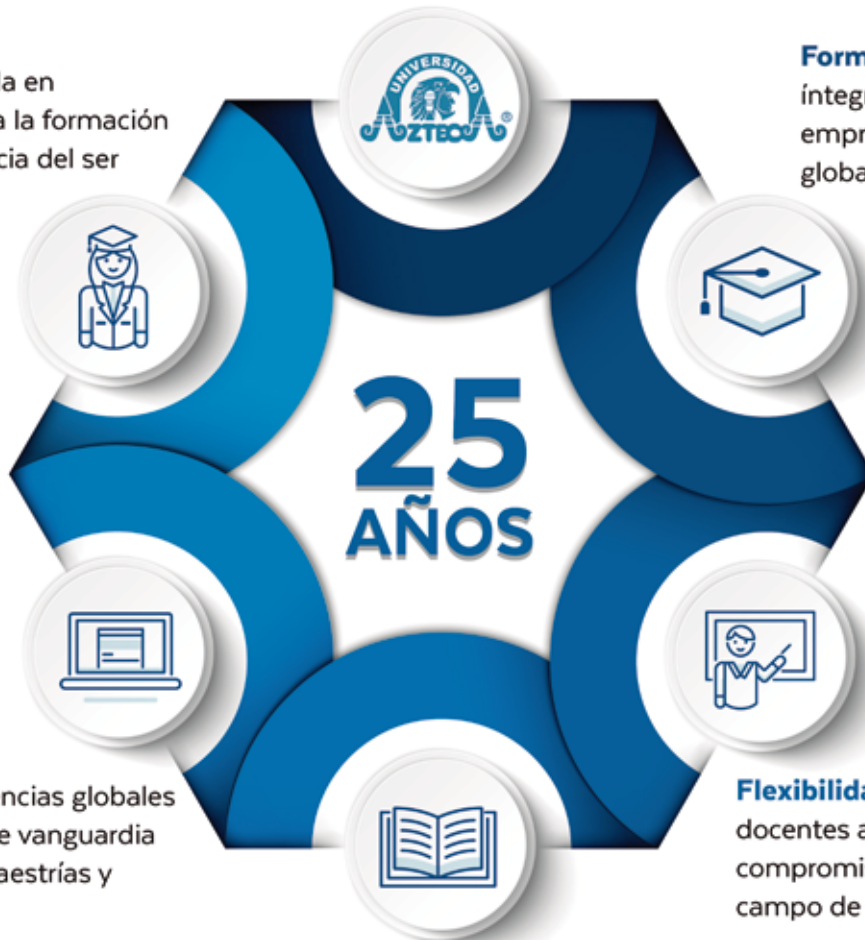 UNIVERSIDAD
AZTECA®
a en
a la formación
cia del ser
Form
ínteg
empr
globa
25
AÑOS
ncias globales
e vanguardia
aestrías y
Flexibilida
docentes a
compromi
campo de